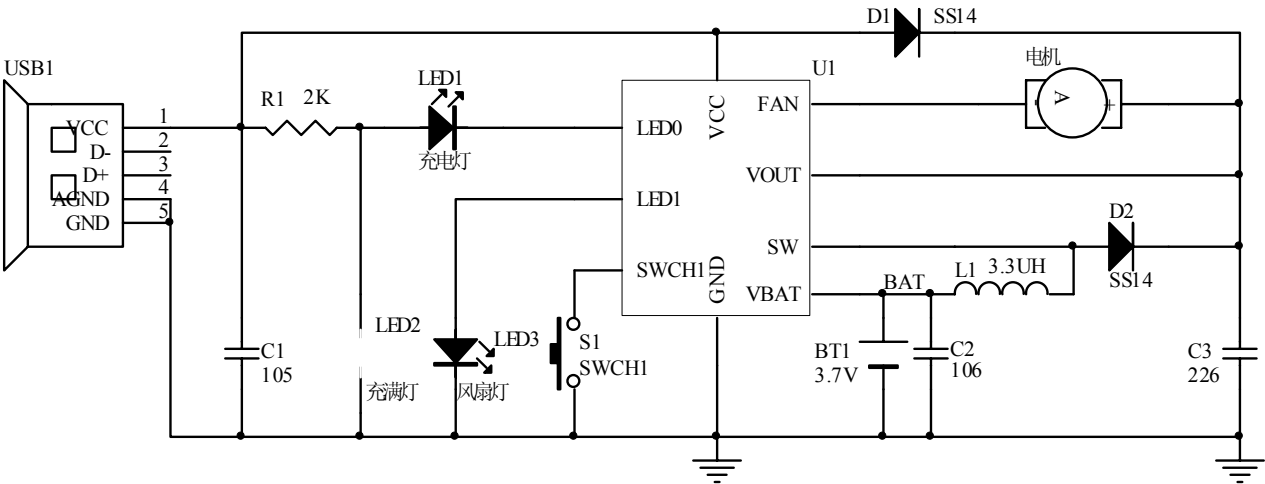 D1 SS14
USB1
LED1
U1
电机
R1 2K
VCC
1
VCC
FAN
A
+
D-
2
LED0
D+
3
充电灯
AGND
4
LED1
VOUT
GND
5
D2
SW
SWCH1
GND
L1 3.3UH
VBAT
BAT
SS14
LED2
LED3
S1
SWCH1
C1
105
BT1
3.7V
C2
106
C3
226
充满灯
风扇灯